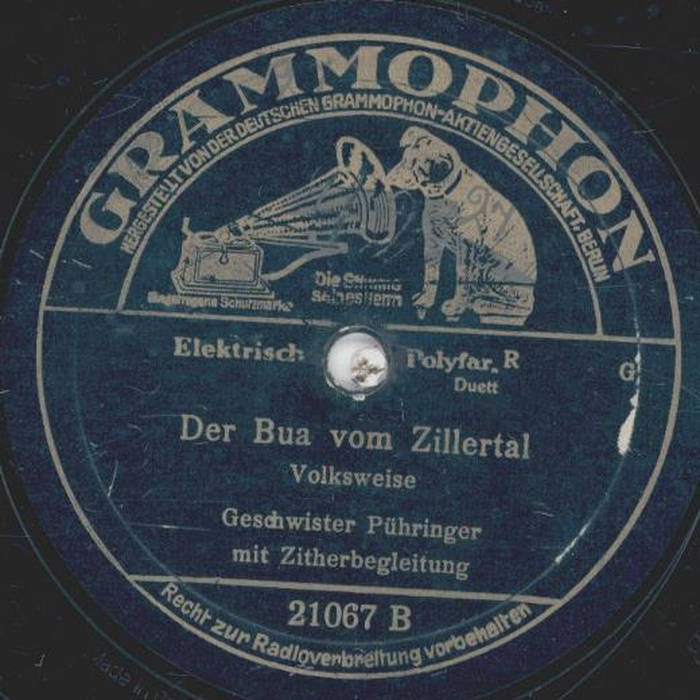 GRAMMOPHON
HERGESTELLT VON DER DEUTSCHEN GRAMMOPHON-AKTIENGESELLSCHAFT, BERLIN
Die Stimme
seines Herrn
Eingetragene Schutzmarke
Elektrisch Polyfar. R
Duett
G
Der Bua vom Zillertal
Volksweise
Geschwister Pühringer
mit Zitherbegleitung
21067 B
Recht zur Radioverbreitung vorbehalten